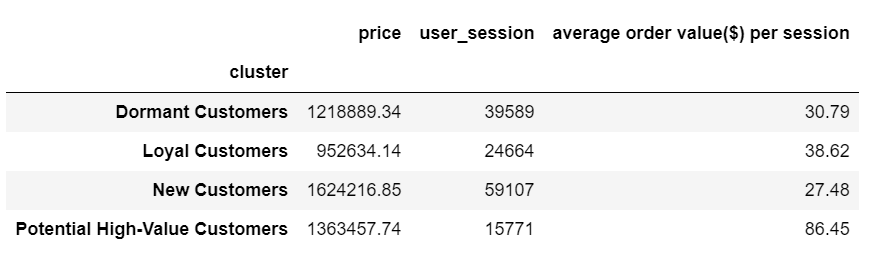 price user_session average order value($) per session
cluster
Dormant Customers 1218889.34 39589 30.79
Loyal Customers 952634.14 24664 38.62
New Customers 1624216.85 59107 27.48
Potential High-Value Customers 1363457.74 15771 86.45